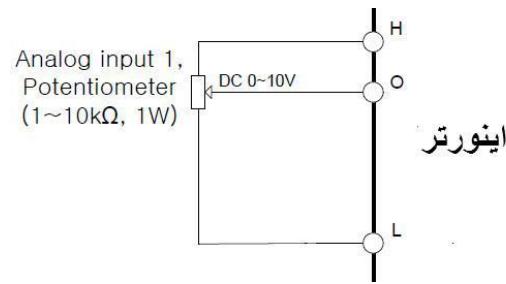 H
Analog input 1,
Potentiometer
(1~10kΩ, 1W)
DC 0~10V
O
اینورتر
L